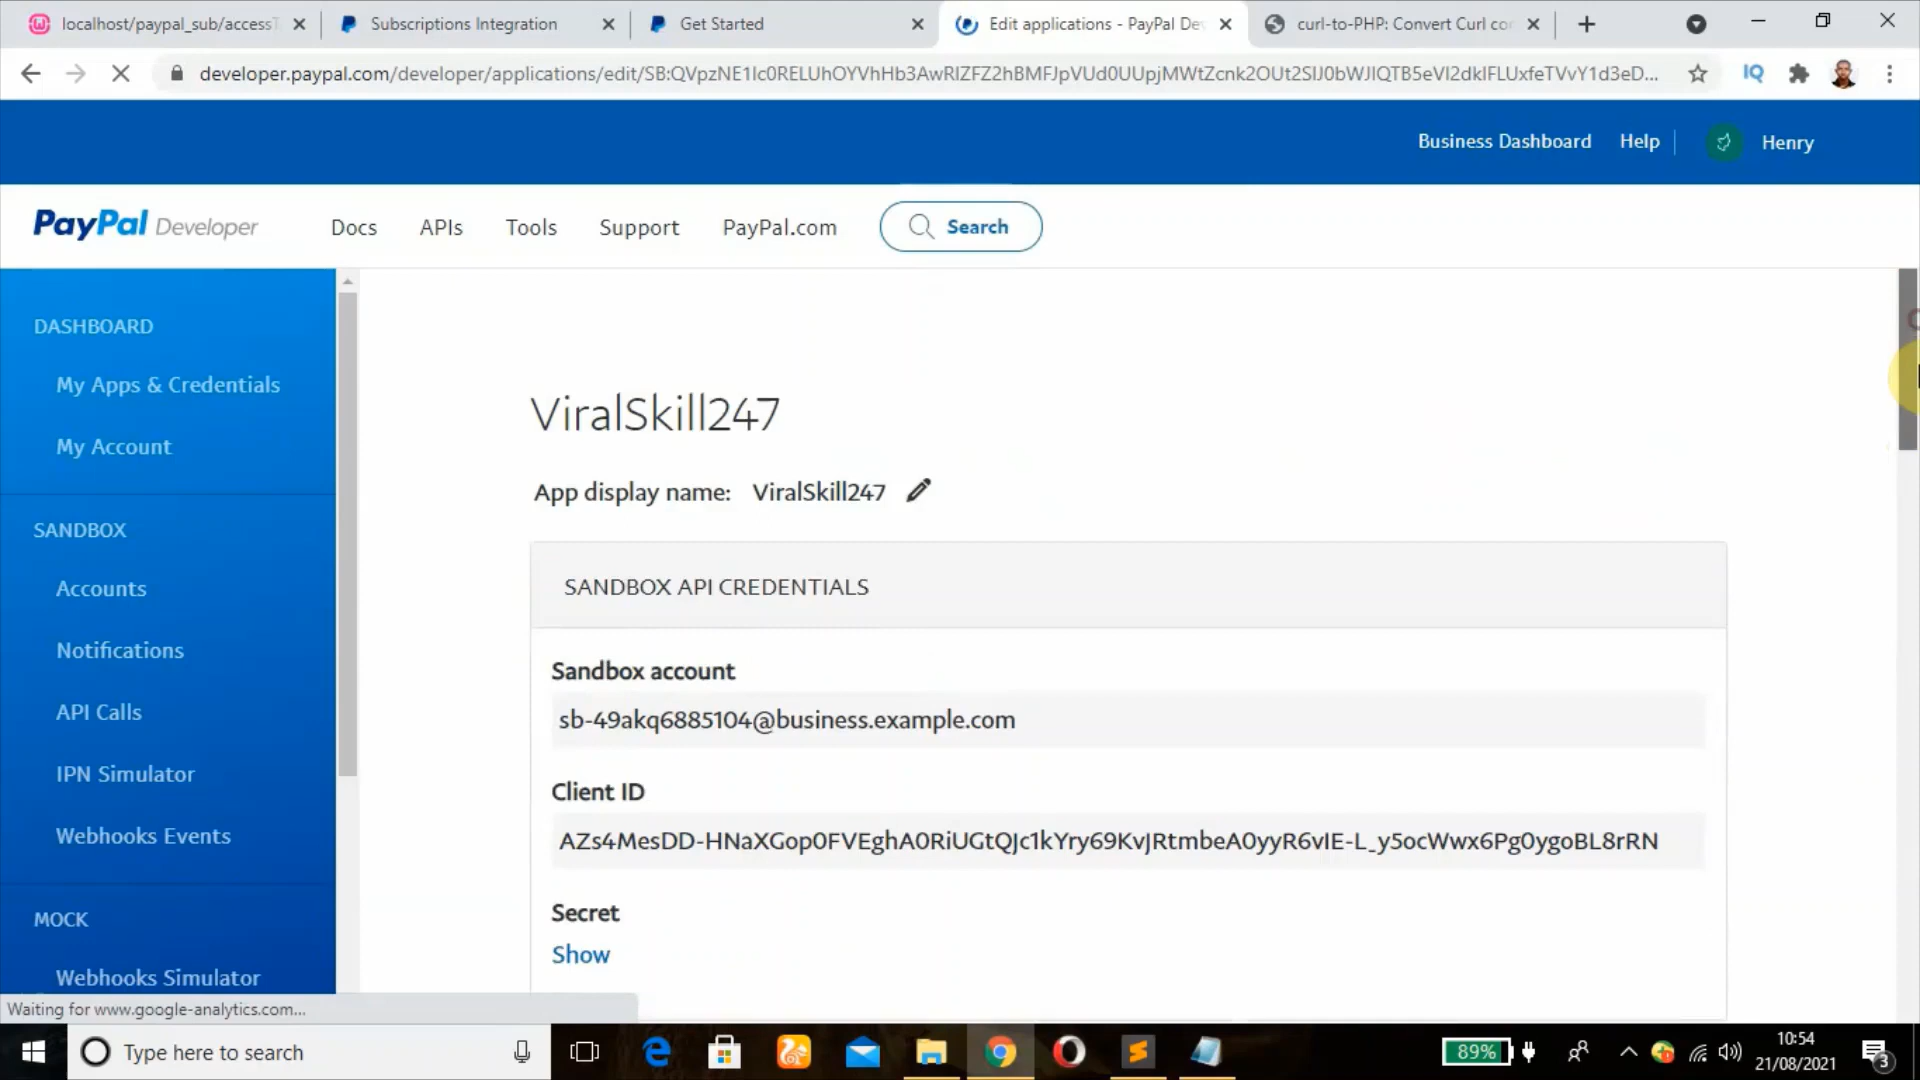 localhost/paypal_sub/accessT
Subscriptions Integration
Get Started
Edit applications - PayPal Dev
curl-to-PHP: Convert Curl co
developer.paypal.com/developer/applications/edit/
Business Dashboard
Help
Henry
PayPal Developer
Docs
APIs
Tools
Support
PayPal.com
Search
IQ
DASHBOARD
My Apps & Credentials
My Account
SANDBOX
Accounts
Notifications
API Calls
IPN Simulator
Webhooks Events
MOCK
Webhooks Simulator
ViralSkill247
App display name: ViralSkill247
SANDBOX API CREDENTIALS
Sandbox account
sb-49akq6885104@business.example.com
Client ID
AZs4MesDD-HNaXGop0FVEghA0RiUGtQJc1kYry69KvJRtmbeA0yyR6vIE-L_y5ocWwx6Pg0ygoBL8rRN
Secret
Show
Waiting for www.google-analytics.com...
Type here to search
89%
10:54
21/08/2021
3